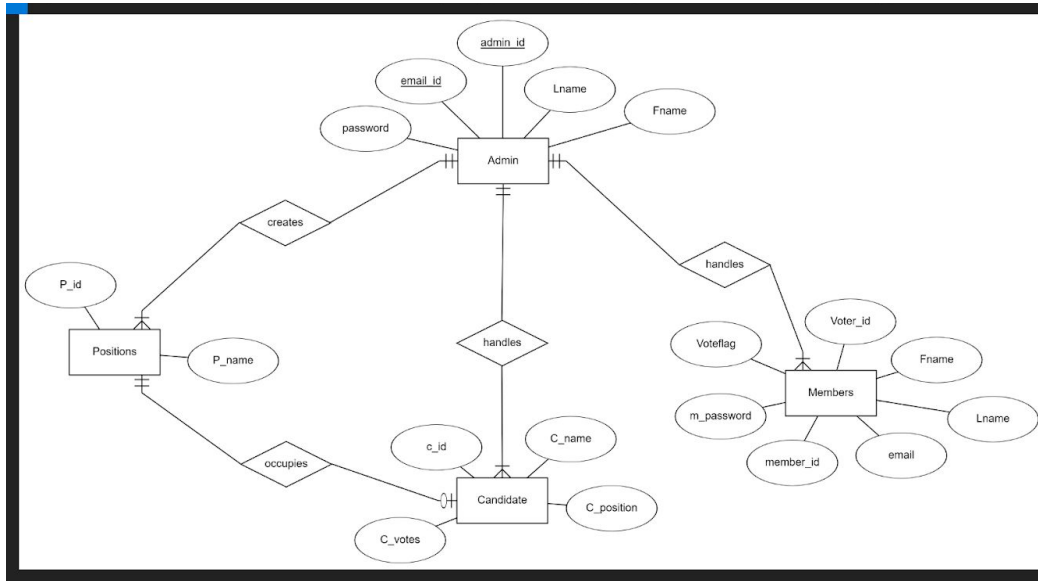 admin_id
email_id
Lname
Fname
password
Admin
creates
handles
P_id
Positions
P_name
handles
Voter_id
Voteflag
Fname
Members
m_password
Lname
member_id
email
occupies
c_id
C_name
Candidate
C_position
C_votes